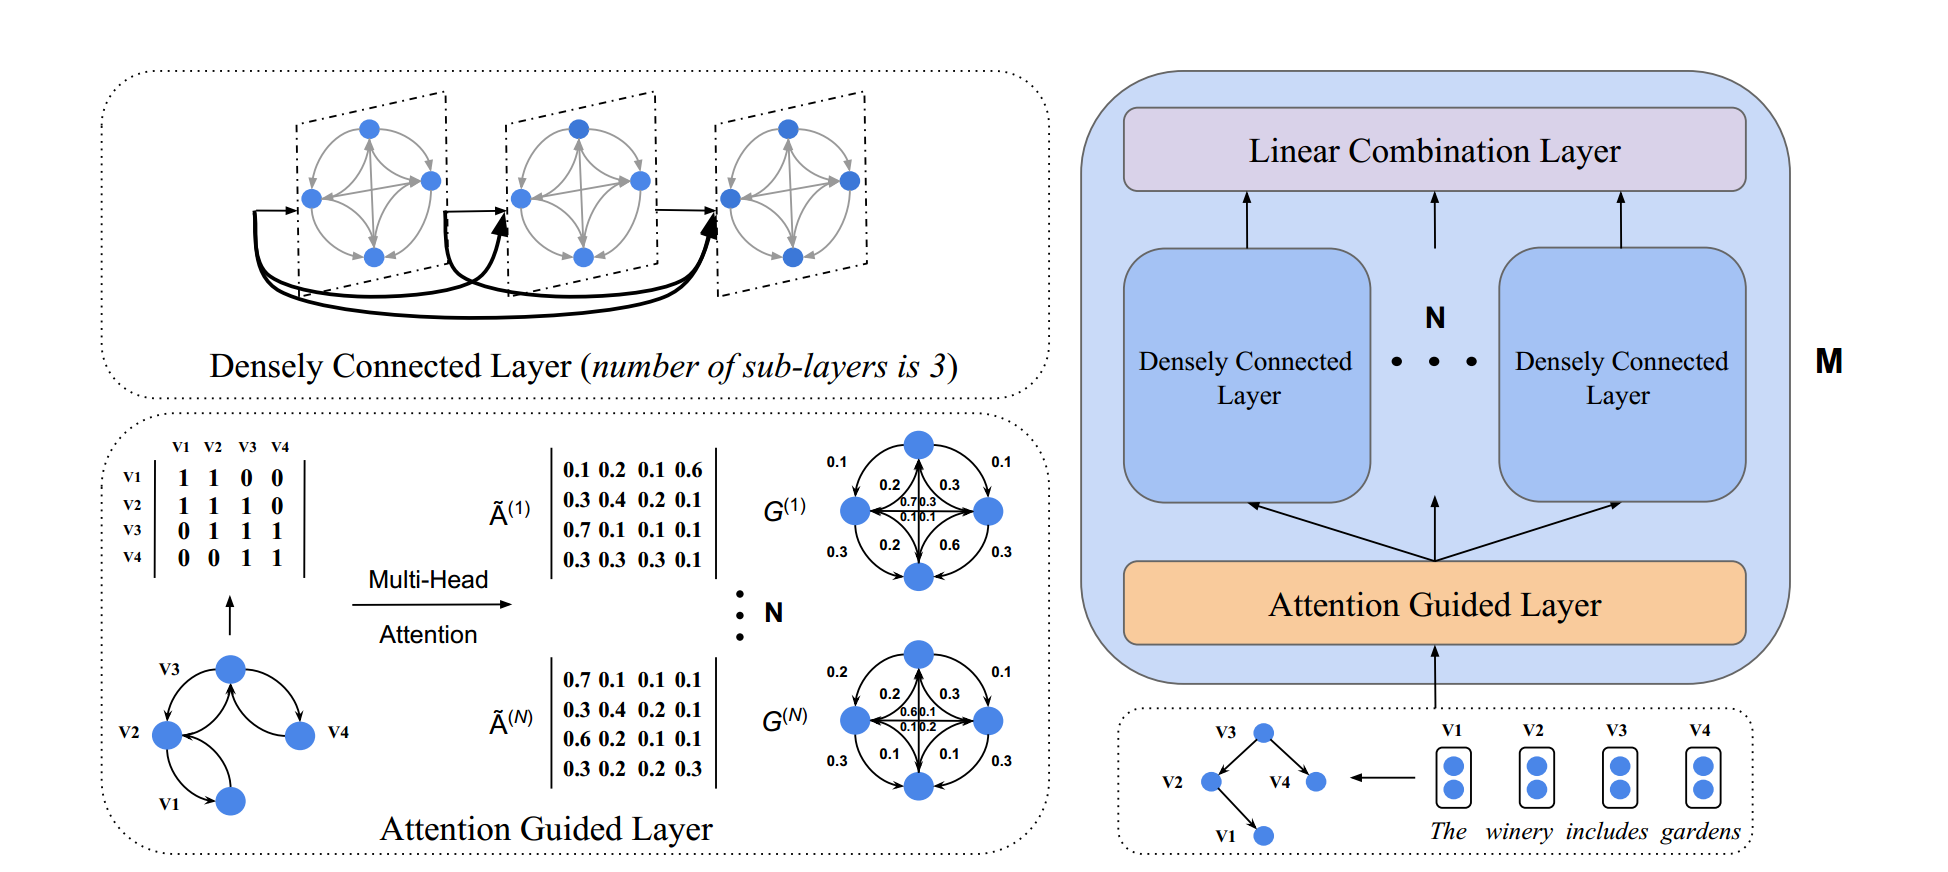 Densely Connected Layer (number of sub-layers is 3)
V1 V2 V3 V4
V1 1 1 0 0
V2 1 1 1 0
V3 0 1 1 1
V4 0 0 1 1
V3
V2
V4
V1
Multi-Head
Attention
Ã(1)
0.1 0.2 0.1 0.6
0.3 0.4 0.2 0.1
0.7 0.1 0.1 0.1
0.3 0.3 0.3 0.1
G(1)
0.1 0.1
0.2 0.3
0.7 0.3
0.1 0.1
0.2 0.6
0.3 0.3
N
Ã(N)
0.7 0.1 0.1 0.1
0.3 0.4 0.2 0.1
0.6 0.2 0.1 0.1
0.3 0.2 0.2 0.3
G(N)
0.2 0.1
0.2 0.3
0.6 0.1
0.1 0.2
0.1 0.1
0.3 0.3
Attention Guided Layer
Linear Combination Layer
N
Densely Connected
Layer
Densely Connected
Layer
M
Attention Guided Layer
V3
V2
V4
V1
V1 V2 V3 V4
The winery includes gardens